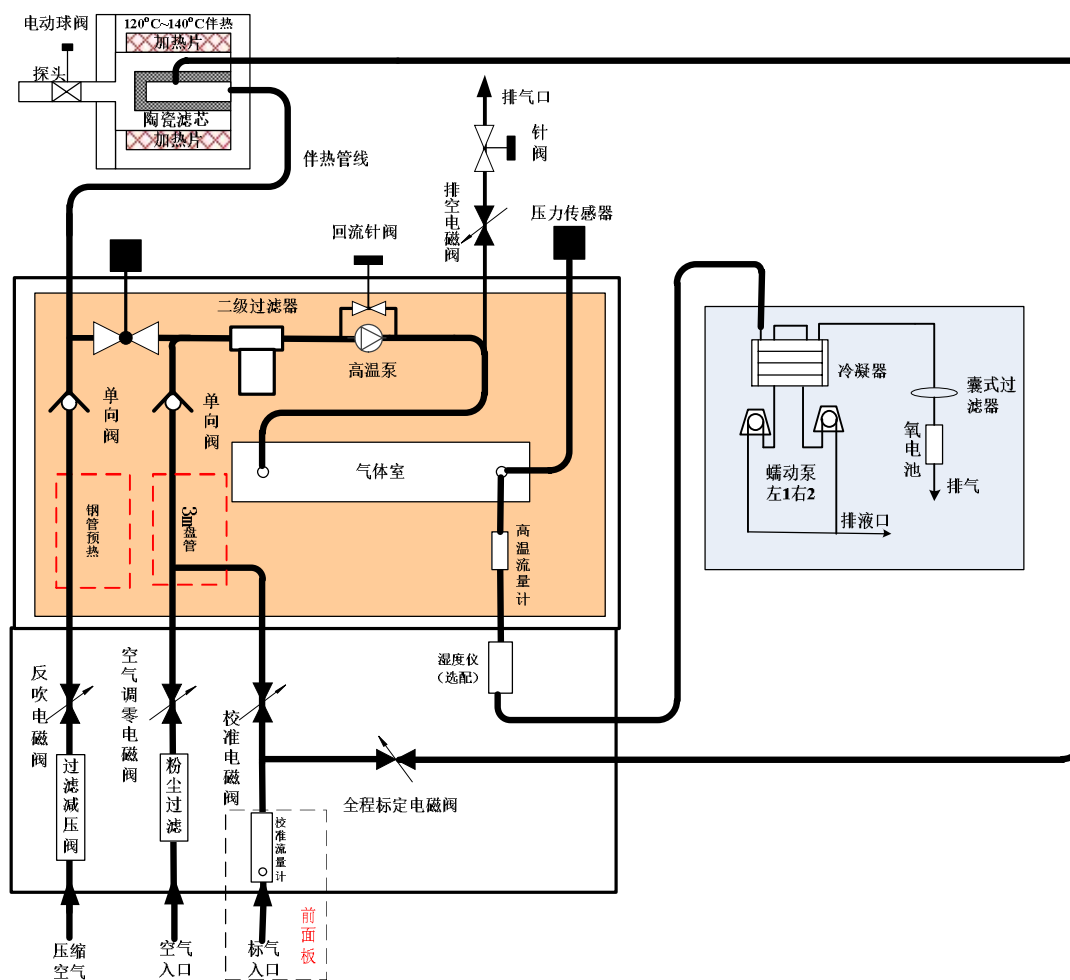 电动球阀
120°C~140°C伴热
加热片
探头
陶瓷滤芯
加热片
伴热管线
排气口
针阀
排空电磁阀
压力传感器
回流针阀
二级过滤器
高温泵
单向阀
单向阀
气体室
钢管预热
3m盘管
高温流量计
冷凝器
囊式过
滤器
氧电池
蠕动泵
左1右2
排气
排液口
湿度仪
(选配)
反吹电磁阀
空气调零电磁阀
校准电磁阀
过滤减压阀
粉尘过滤
全程标定电磁阀
校准流量计
前面板
压缩
空气
空气
入口
标气
入口